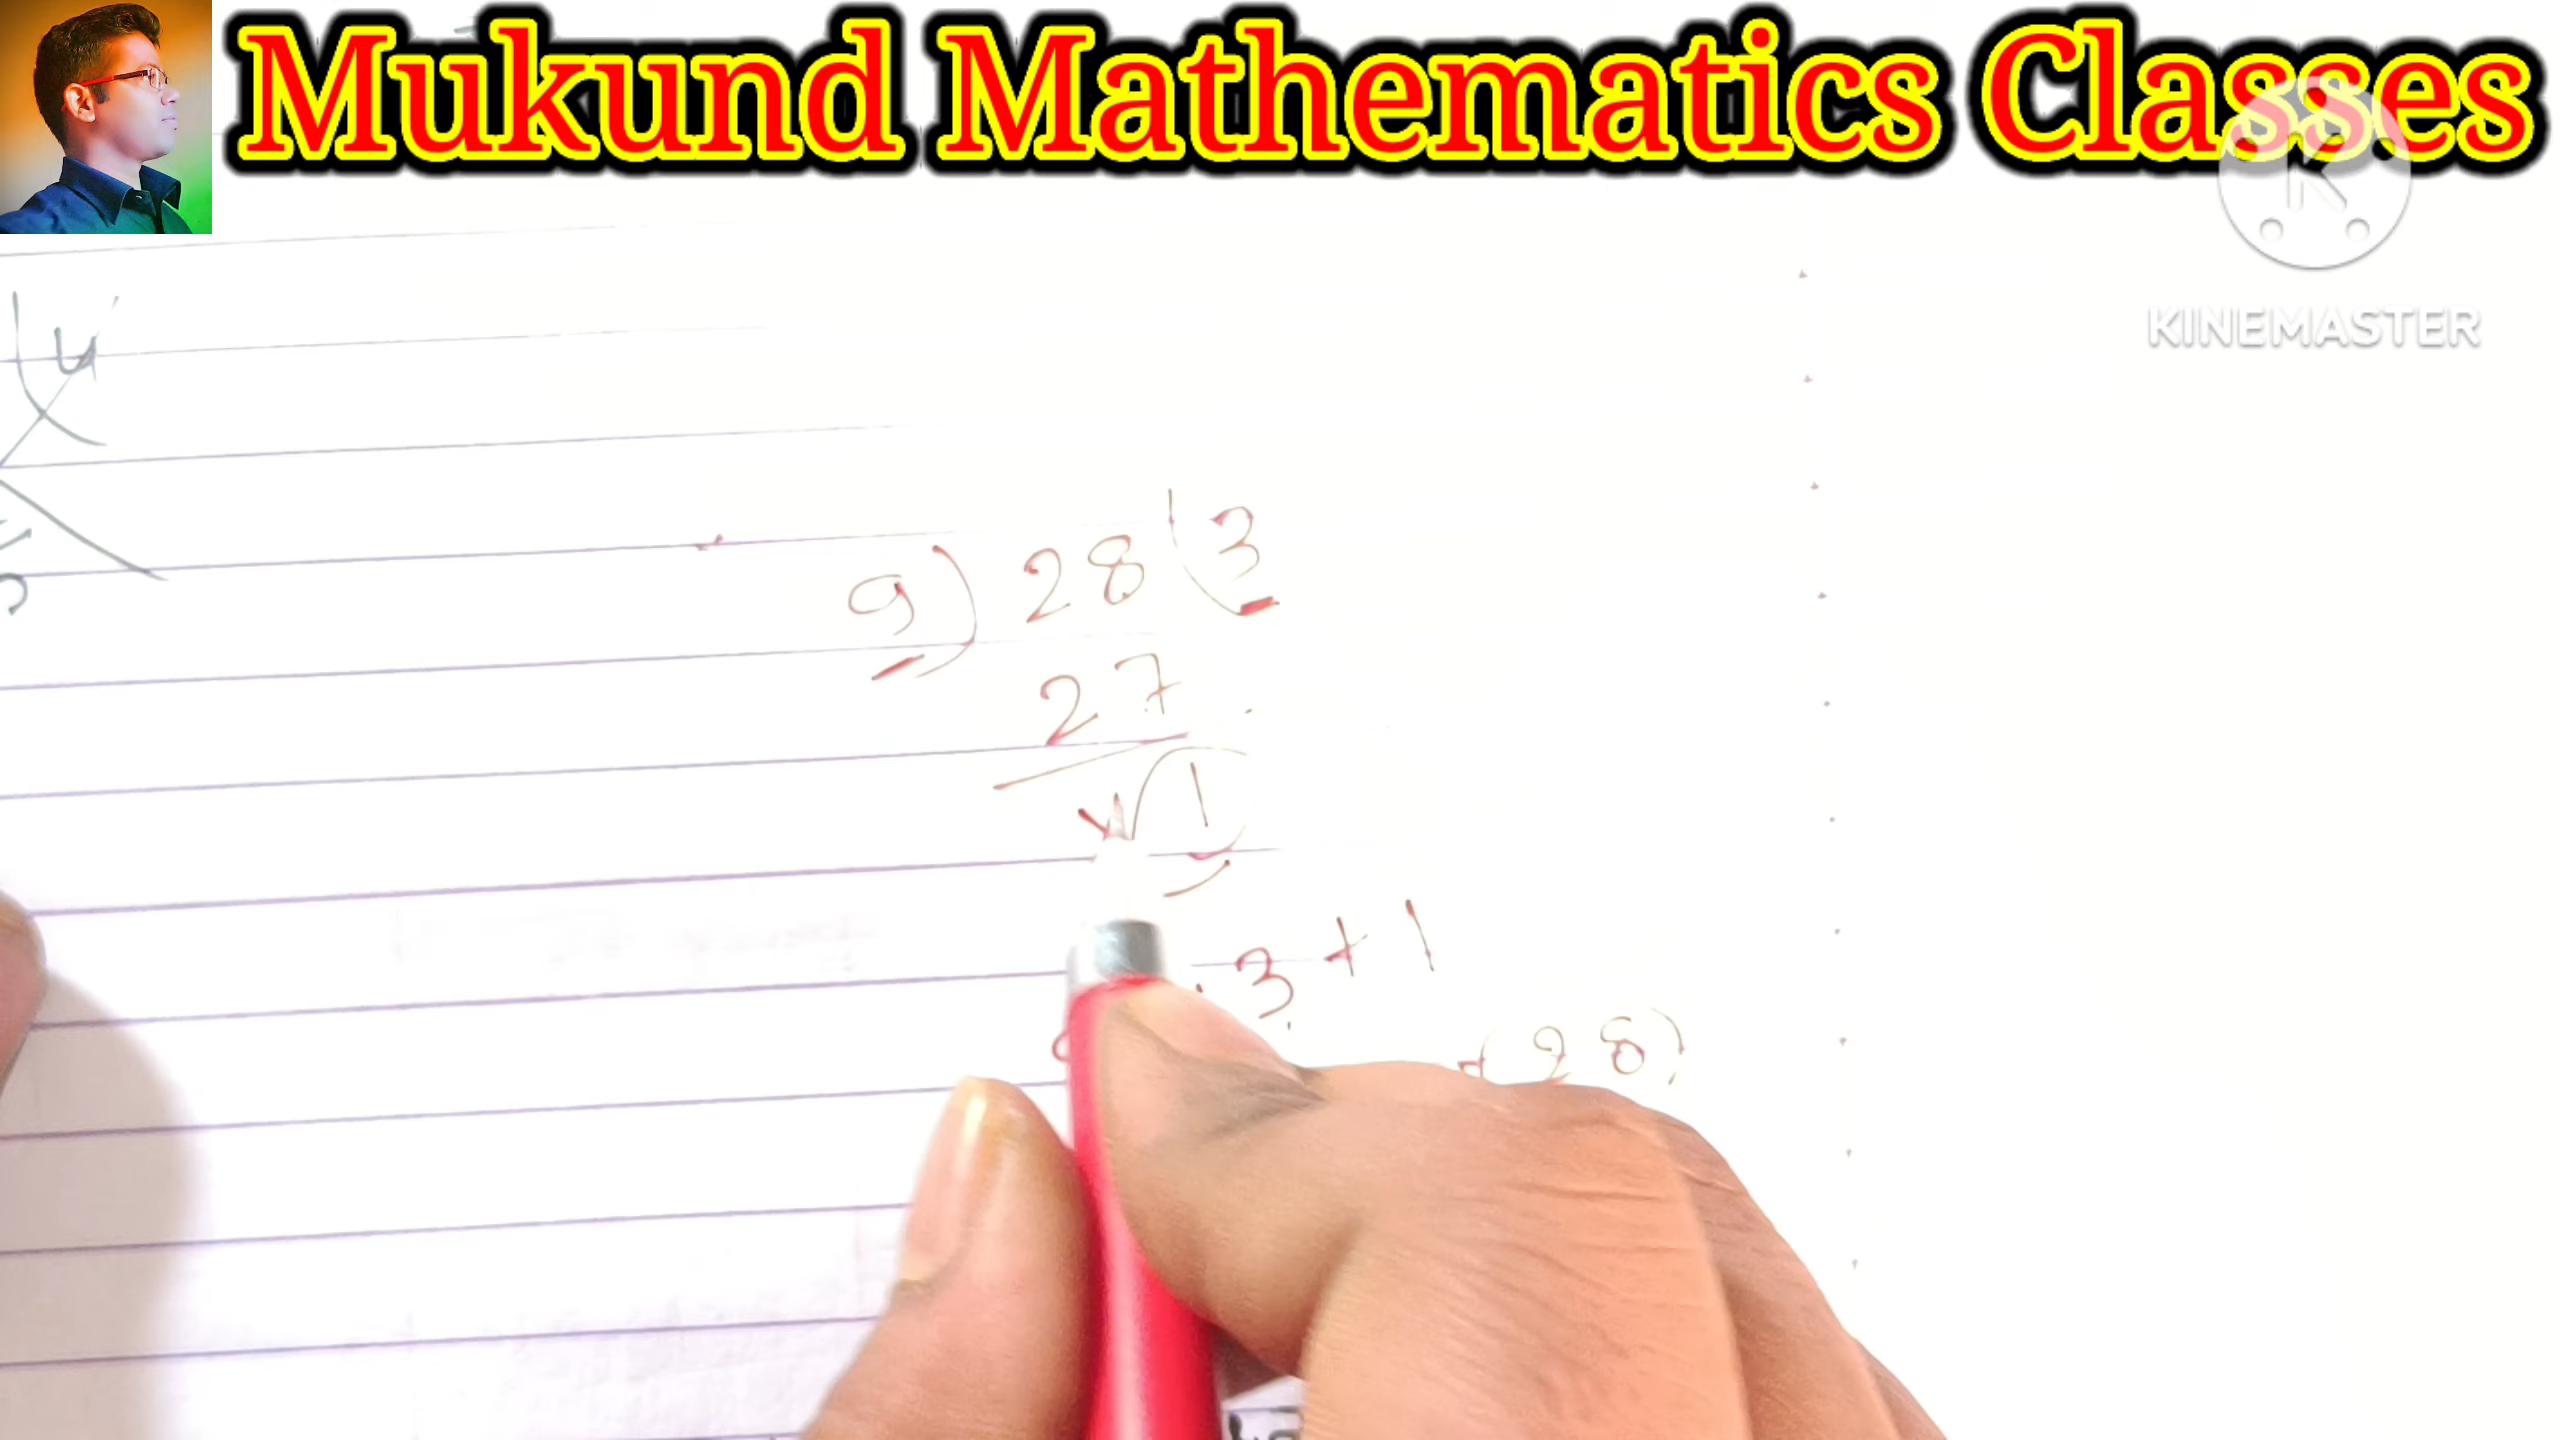 Mukund Mathematics Classes
KINEMASTER
9) 28 (3
27
1
3 + 1
(28)